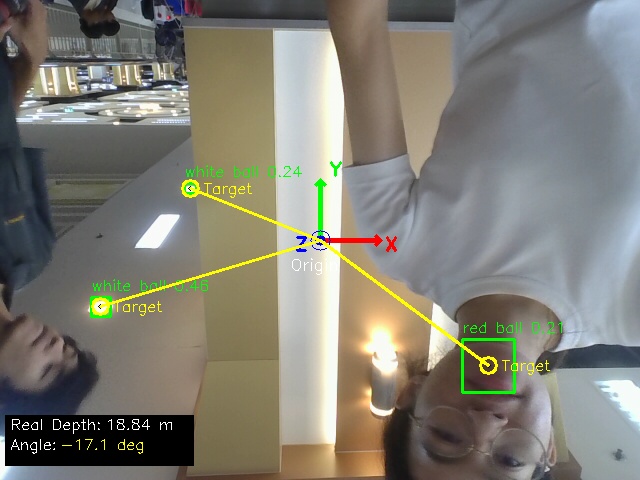 Y
white ball 0.24
Target
Z
X
Origin
white ball 0.46
Target
red ball 0.21
Target
Real Depth: 18.84 m
Angle: -17.1 deg